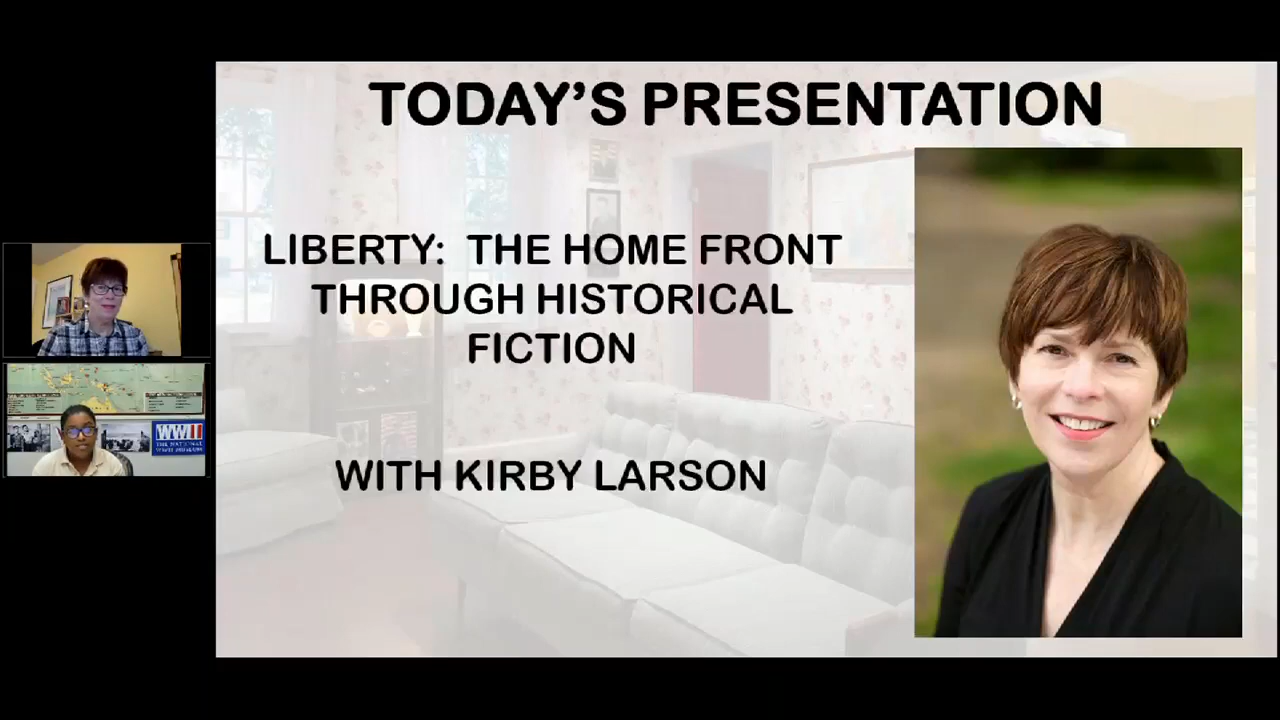 TODAY'S PRESENTATION
LIBERTY:  THE HOME FRONT
THROUGH HISTORICAL
FICTION
WITH KIRBY LARSON
WWII
THE NATIONAL
WWII MUSEUM